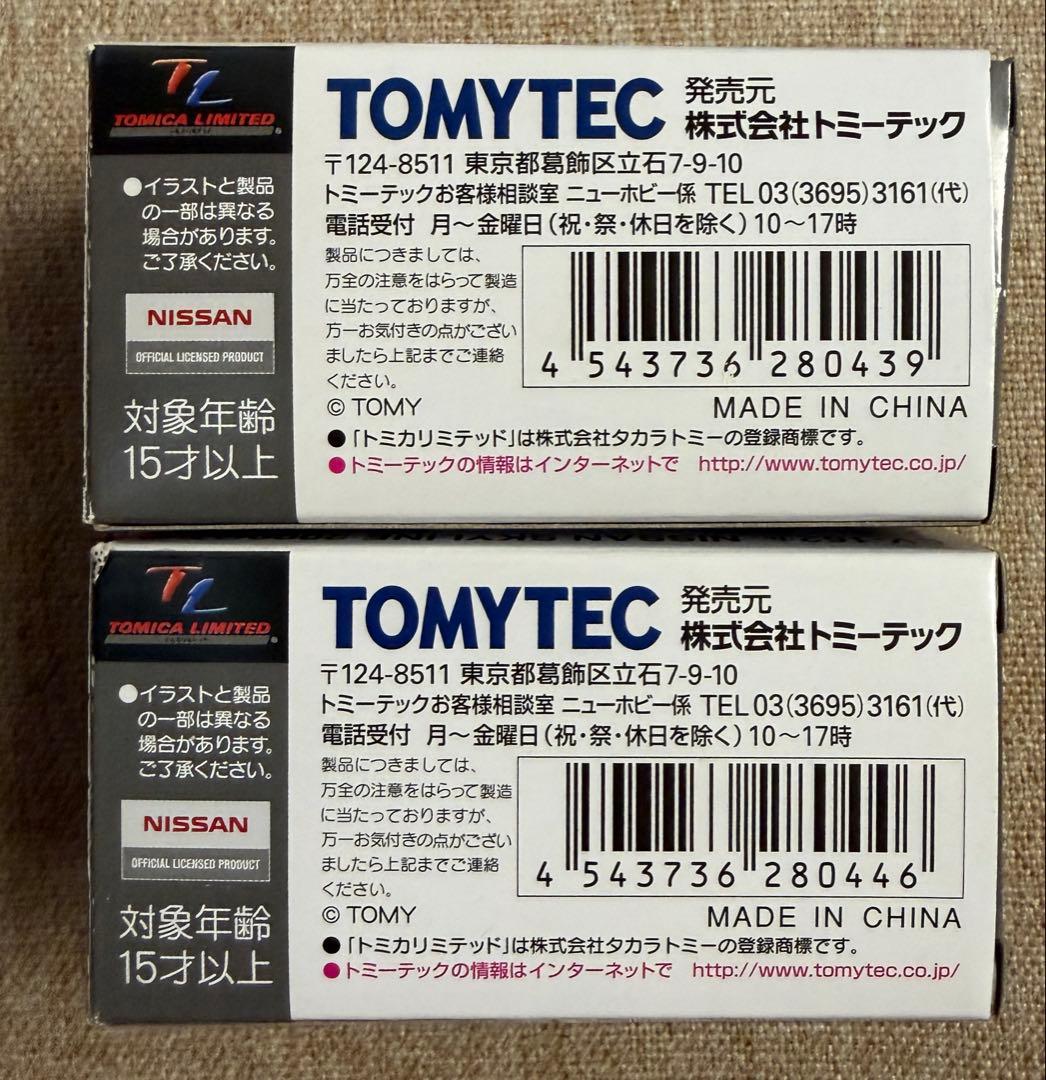 TL
TOMICA LIMITED
●イラストと製品
の一部は異なる
場合があります。
ご了承ください。
NISSAN
OFFICIAL LICENSED PRODUCT
対象年齢
15才以上
TOMYTEC 発売元
株式会社トミーテック
〒124-8511 東京都葛飾区立石7-9-10
トミーテックお客様相談室 ニューホビー係 TEL 03(3695)3161(代)
電話受付 月～金曜日(祝・祭・休日を除く)10～17時
製品につきましては、
万全の注意をはらって製造
に当たっておりますが、
万一お気付きの点がござい
ましたら上記までご連絡
ください。
4 543736 280439
© TOMY MADE IN CHINA
●「トミカリミテッド」は株式会社タカラトミーの登録商標です。
●トミーテックの情報はインターネットで http://www.tomytec.co.jp/
NISSAN SKYLINE
TL
TOMICA LIMITED
●イラストと製品
の一部は異なる
場合があります。
ご了承ください。
NISSAN
OFFICIAL LICENSED PRODUCT
対象年齢
15才以上
TOMYTEC 発売元
株式会社トミーテック
〒124-8511 東京都葛飾区立石7-9-10
トミーテックお客様相談室 ニューホビー係 TEL 03(3695)3161(代)
電話受付 月～金曜日(祝・祭・休日を除く)10～17時
製品につきましては、
万全の注意をはらって製造
に当たっておりますが、
万一お気付きの点がござい
ましたら上記までご連絡
ください。
4 543736 280446
© TOMY MADE IN CHINA
●「トミカリミテッド」は株式会社タカラトミーの登録商標です。
●トミーテックの情報はインターネットで http://www.tomytec.co.jp/